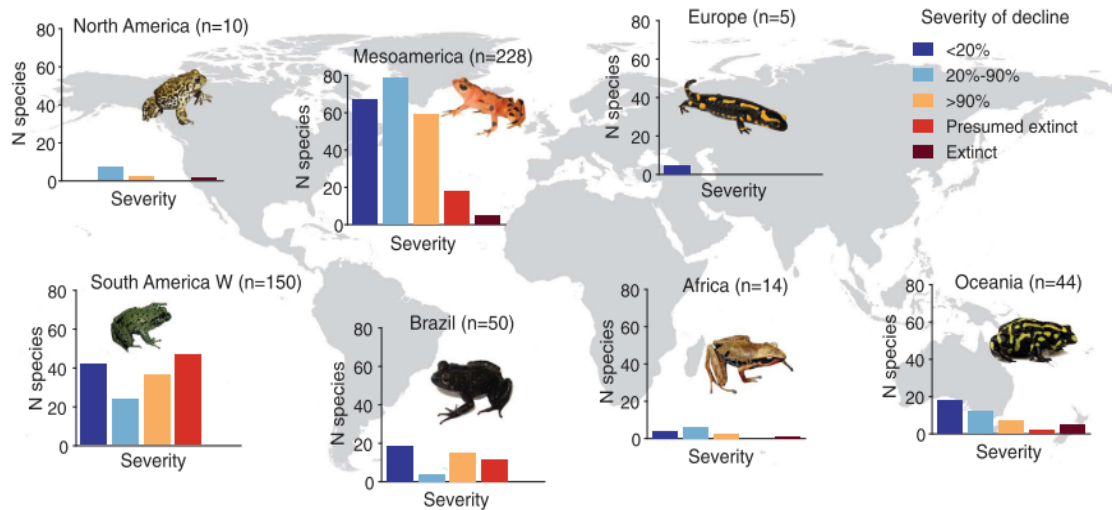 North America (n=10)
80
60
40
20
0
N species
Severity
Mesoamerica (n=228)
80
60
40
20
0
N species
Severity
Europe (n=5)
80
60
40
20
0
N species
Severity
Severity of decline
<20%
20%-90%
>90%
Presumed extinct
Extinct
South America W (n=150)
80
60
40
20
0
N species
Severity
Brazil (n=50)
80
60
40
20
0
N species
Severity
Africa (n=14)
80
60
40
20
0
N species
Severity
Oceania (n=44)
80
60
40
20
0
N species
Severity